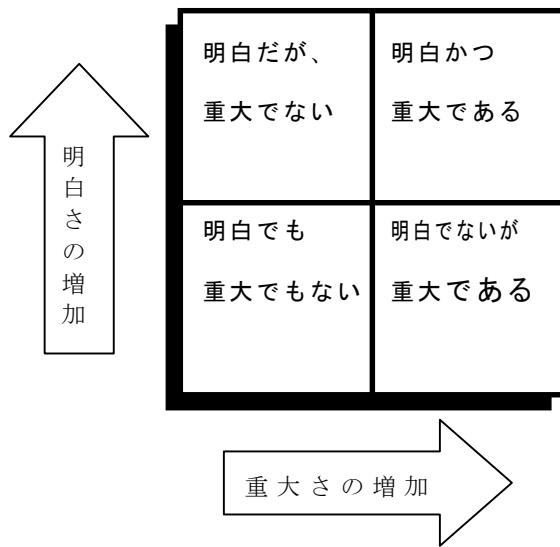 明白だが、
重大でない
明白かつ
重大である
明白さの増加
明白でも
重大でもない
明白でないが
重大である
重大さの増加